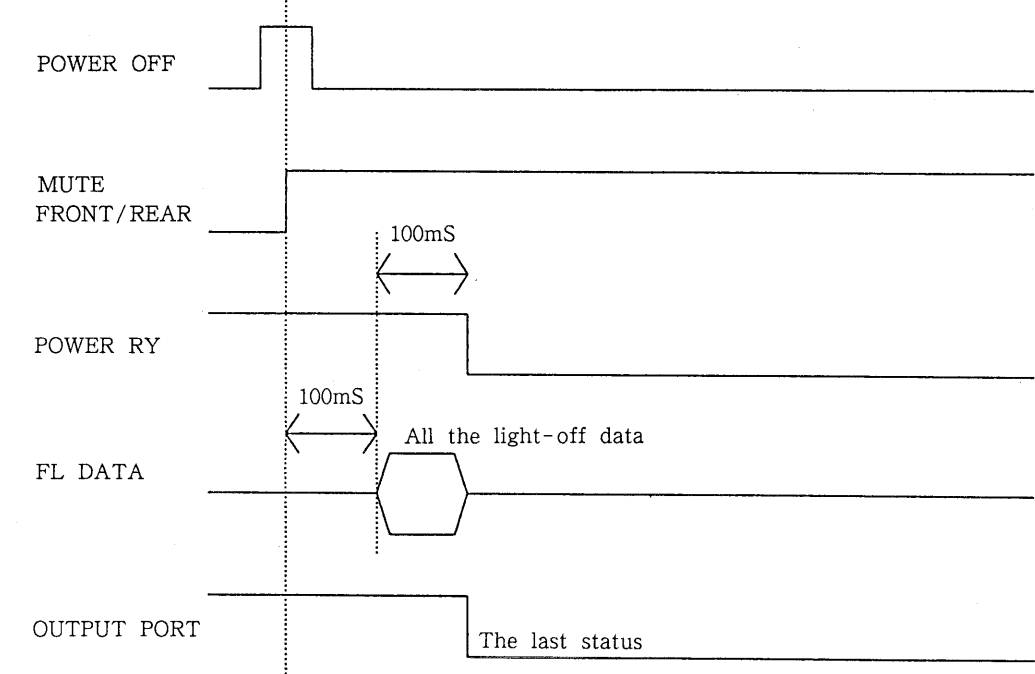 POWER OFF
MUTE
FRONT/REAR
100mS
POWER RY
100mS
All the light-off data
FL DATA
OUTPUT PORT
The last status